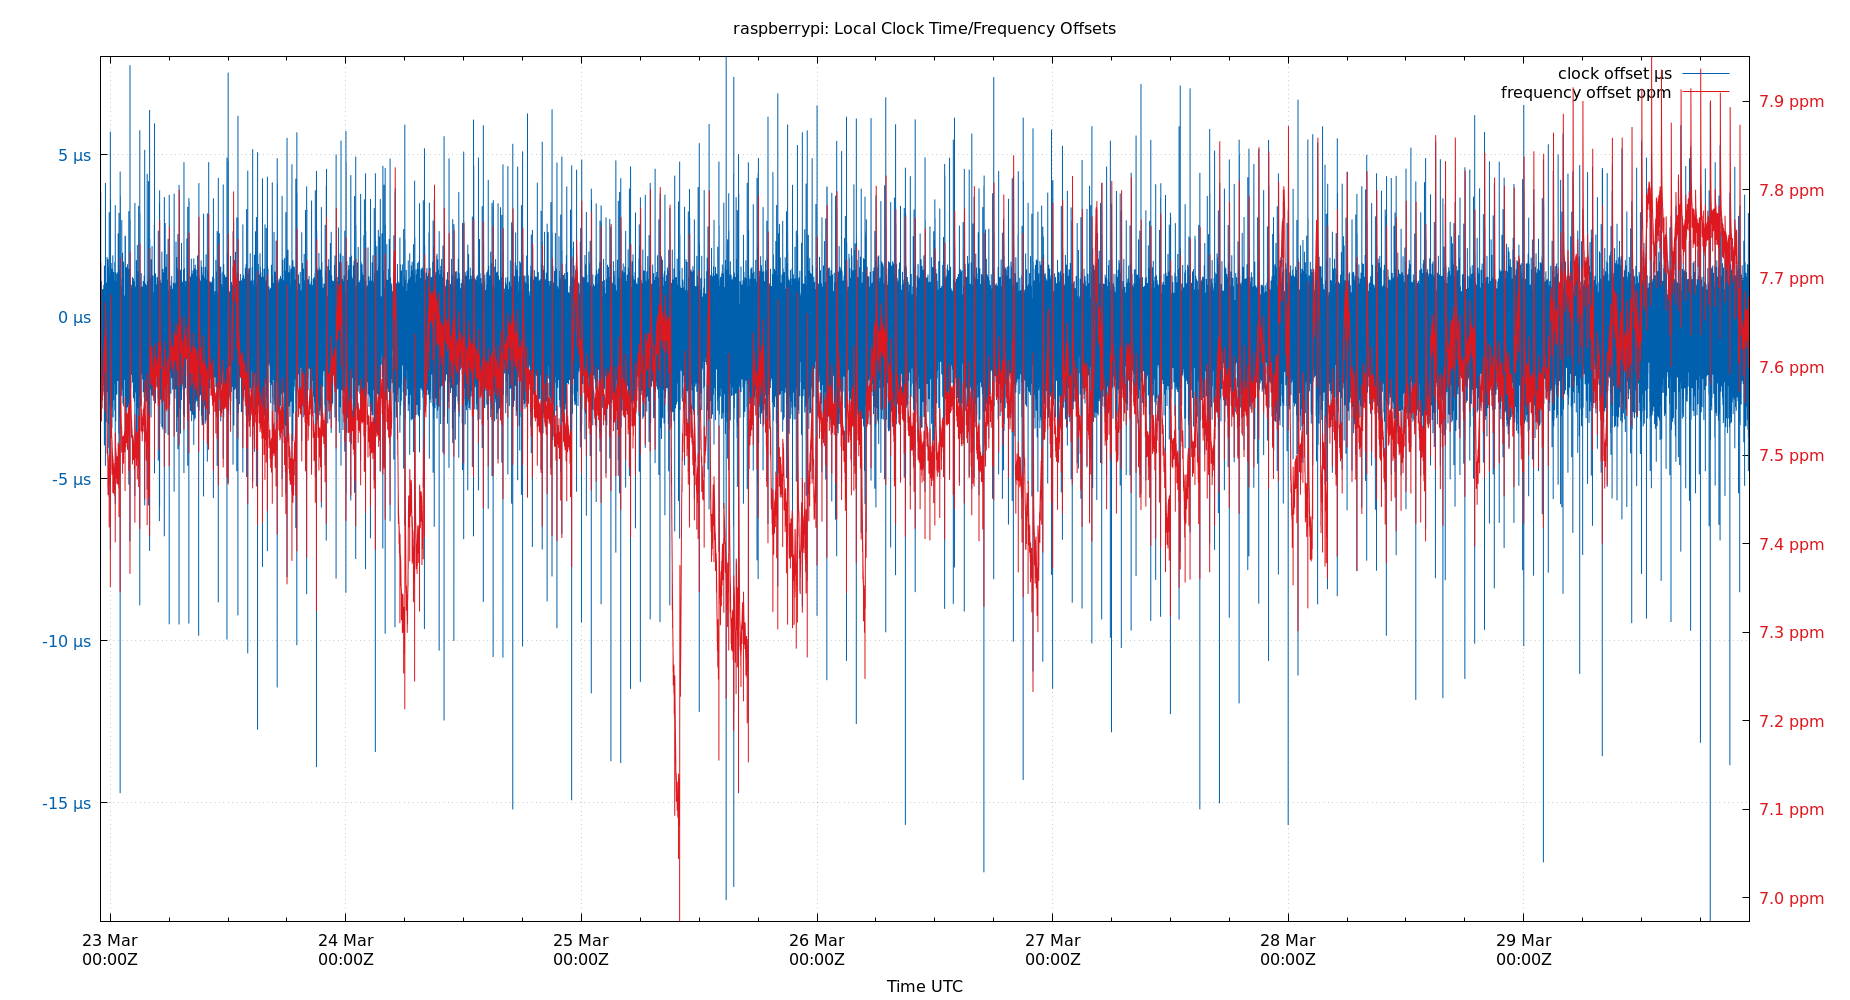 raspberrypi: Local Clock Time/Frequency Offsets
clock offset µs
frequency offset ppm
5 µs
0 µs
-5 µs
-10 µs
-15 µs
7.9 ppm
7.8 ppm
7.7 ppm
7.6 ppm
7.5 ppm
7.4 ppm
7.3 ppm
7.2 ppm
7.1 ppm
7.0 ppm
23 Mar
00:00Z
24 Mar
00:00Z
25 Mar
00:00Z
26 Mar
00:00Z
27 Mar
00:00Z
28 Mar
00:00Z
29 Mar
00:00Z
Time UTC